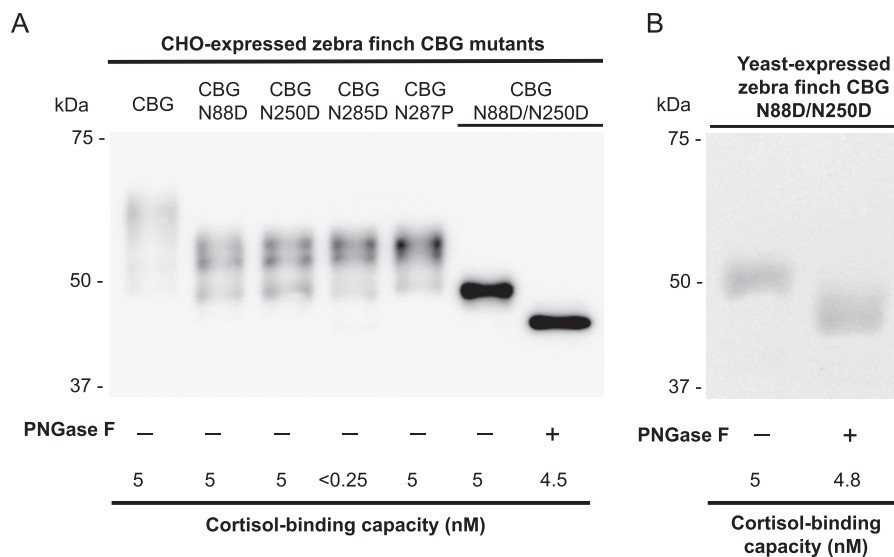 A
CHO-expressed zebra finch CBG mutants
kDa
CBG
CBG
N88D
CBG
N250D
CBG
N285D
CBG
N287P
CBG
N88D/N250D
75 -
50 -
37 -
PNGase F – – – – – – +
5 5 5 <0.25 5 5 4.5
Cortisol-binding capacity (nM)
B
Yeast-expressed
zebra finch CBG
N88D/N250D
kDa
75 -
50 -
37 -
PNGase F – +
5 4.8
Cortisol-binding
capacity (nM)